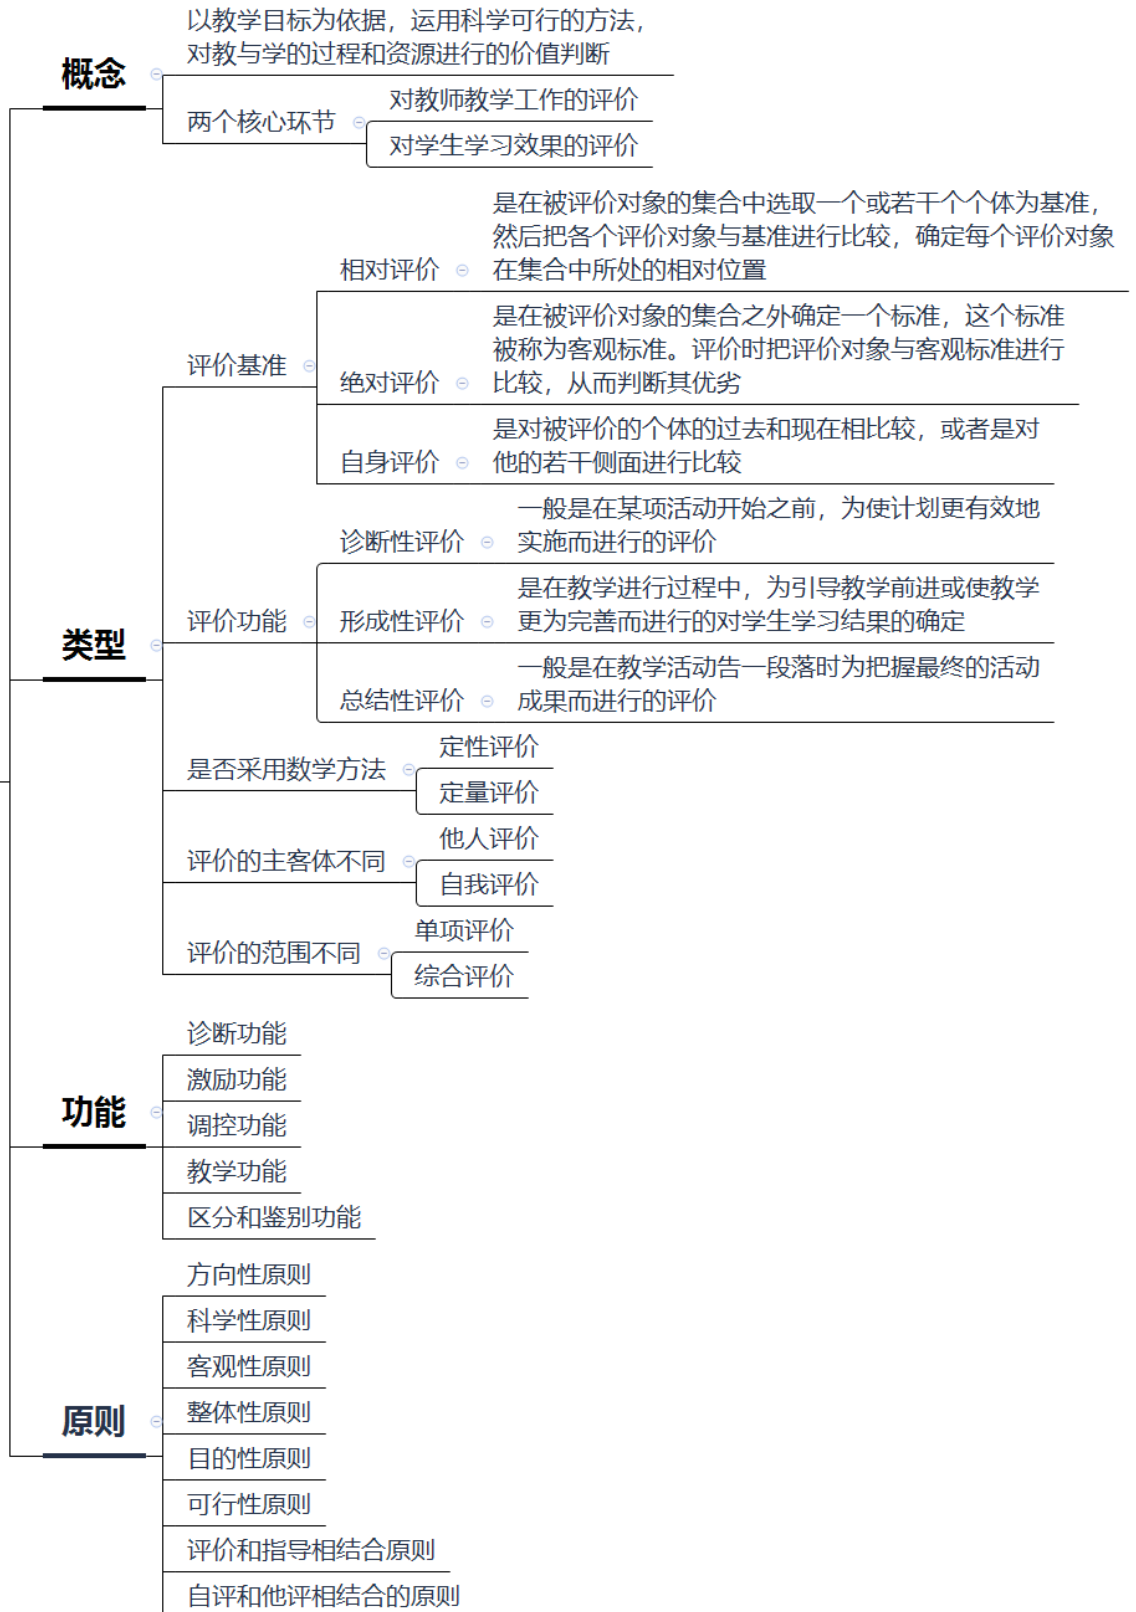 概念
以教学目标为依据，运用科学可行的方法，
对教与学的过程和资源进行的价值判断
两个核心环节
对教师教学工作的评价
对学生学习效果的评价
类型
评价基准
相对评价
是在被评价对象的集合中选取一个或若干个个体为基准，
然后把各个评价对象与基准进行比较，确定每个评价对象
在集合中所处的相对位置
绝对评价
是在被评价对象的集合之外确定一个标准，这个标准
被称为客观标准。评价时把评价对象与客观标准进行
比较，从而判断其优劣
自身评价
是对被评价的个体的过去和现在相比较，或者是对
他的若干侧面进行比较
评价功能
诊断性评价
一般是在某项活动开始之前，为使计划更有效地
实施而进行的评价
形成性评价
是在教学进行过程中，为引导教学前进或使教学
更为完善而进行的对学生学习结果的确定
总结性评价
一般是在教学活动告一段落时为把握最终的活动
成果而进行的评价
是否采用数学方法
定性评价
定量评价
评价的主客体不同
他人评价
自我评价
评价的范围不同
单项评价
综合评价
功能
诊断功能
激励功能
调控功能
教学功能
区分和鉴别功能
原则
方向性原则
科学性原则
客观性原则
整体性原则
目的性原则
可行性原则
评价和指导相结合原则
自评和他评相结合的原则